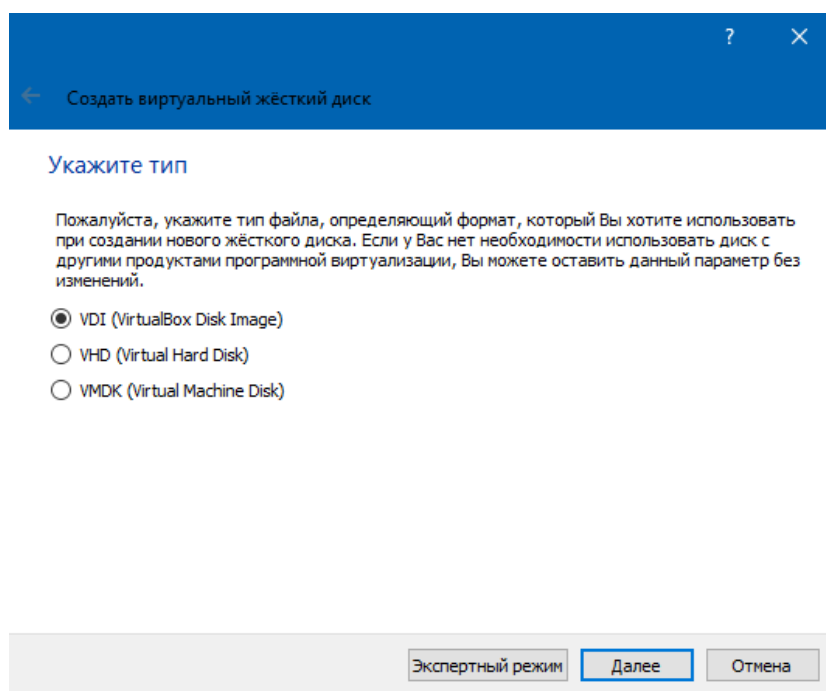 ?
Создать виртуальный жёсткий диск
Укажите тип
Пожалуйста, укажите тип файла, определяющий формат, который Вы хотите использовать
при создании нового жёсткого диска. Если у Вас нет необходимости использовать диск с
другими продуктами программной виртуализации, Вы можете оставить данный параметр без
изменений.
VDI (VirtualBox Disk Image)
VHD (Virtual Hard Disk)
VMDK (Virtual Machine Disk)
Экспертный режим Далее Отмена